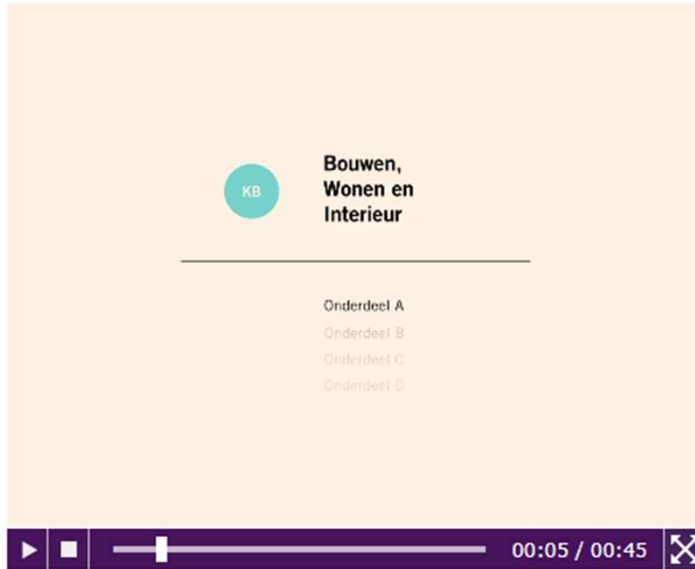 KB
Bouwen,
Wonen en
Interieur
Onderdeel A
Onderdeel B
Onderdeel C
Onderdeel D
00:05 / 00:45